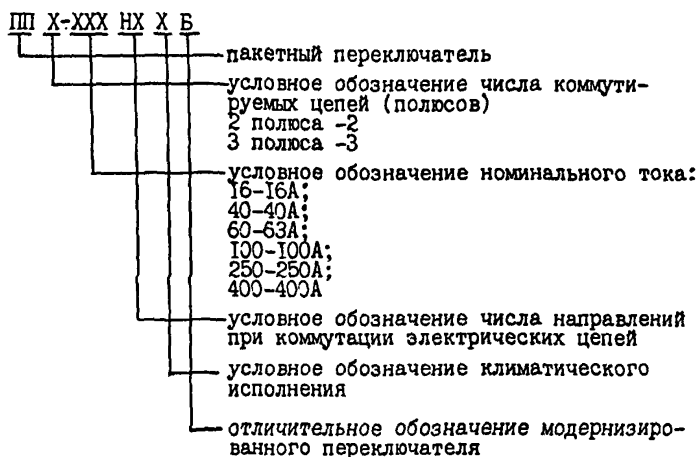 ПП Х-ХХХ НХ Х Б
пакетный переключатель
условное обозначение числа коммути-
руемых цепей (полюсов)
2 полюса -2
3 полюса -3
условное обозначение номинального тока:
16-16А;
40-40А;
60-63А;
100-100А;
250-250А;
400-400А
условное обозначение числа направлений
при коммутации электрических цепей
условное обозначение климатического
исполнения
отличительное обозначение модернизиро-
ванного переключателя